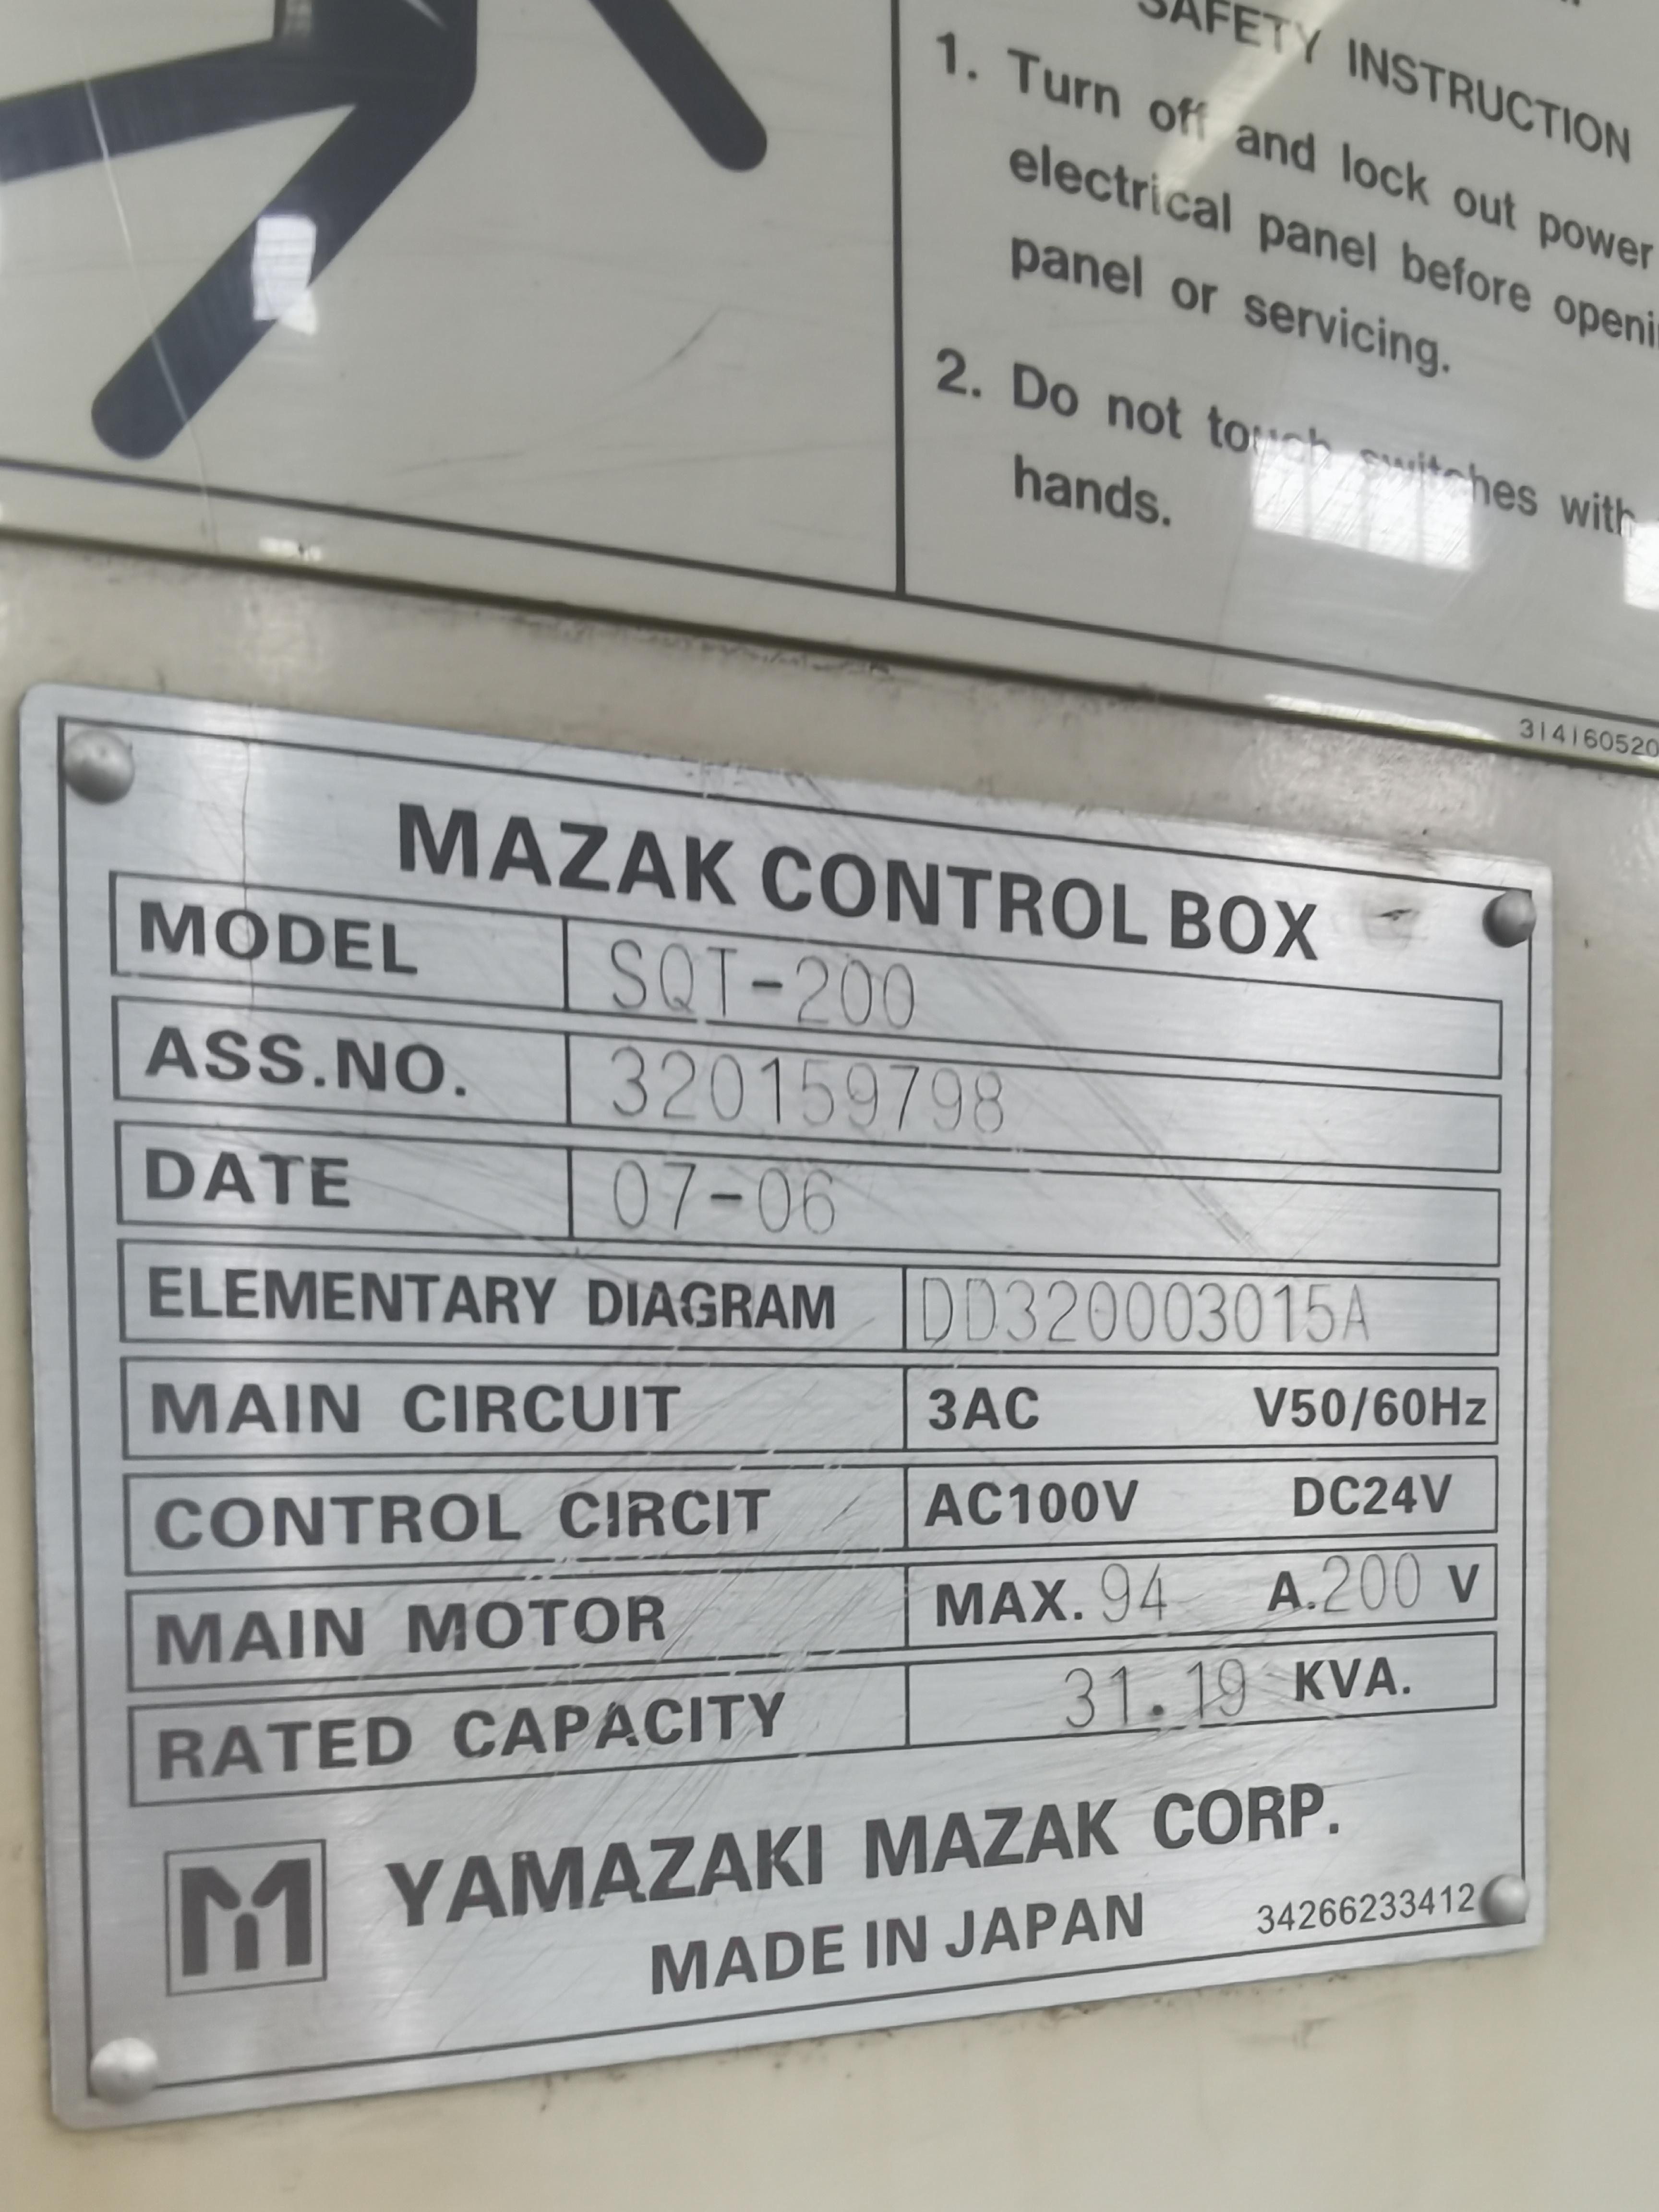 SAFETY INSTRUCTION
1. Turn off and lock out power
electrical panel before
panel or servicing.
2. Do not touch switches with
hands.
314160520
MAZAK CONTROL BOX
MODEL SQT-200
ASS.NO. 320159798
DATE 07-06
ELEMENTARY DIAGRAM DD320003015A
MAIN CIRCUIT 3AC V50/60Hz
CONTROL CIRCIT AC100V DC24V
MAIN MOTOR MAX. 94 A.200 V
RATED CAPACITY 31.19 KVA.
YAMAZAKI MAZAK CORP.
MADE IN JAPAN 34266233412